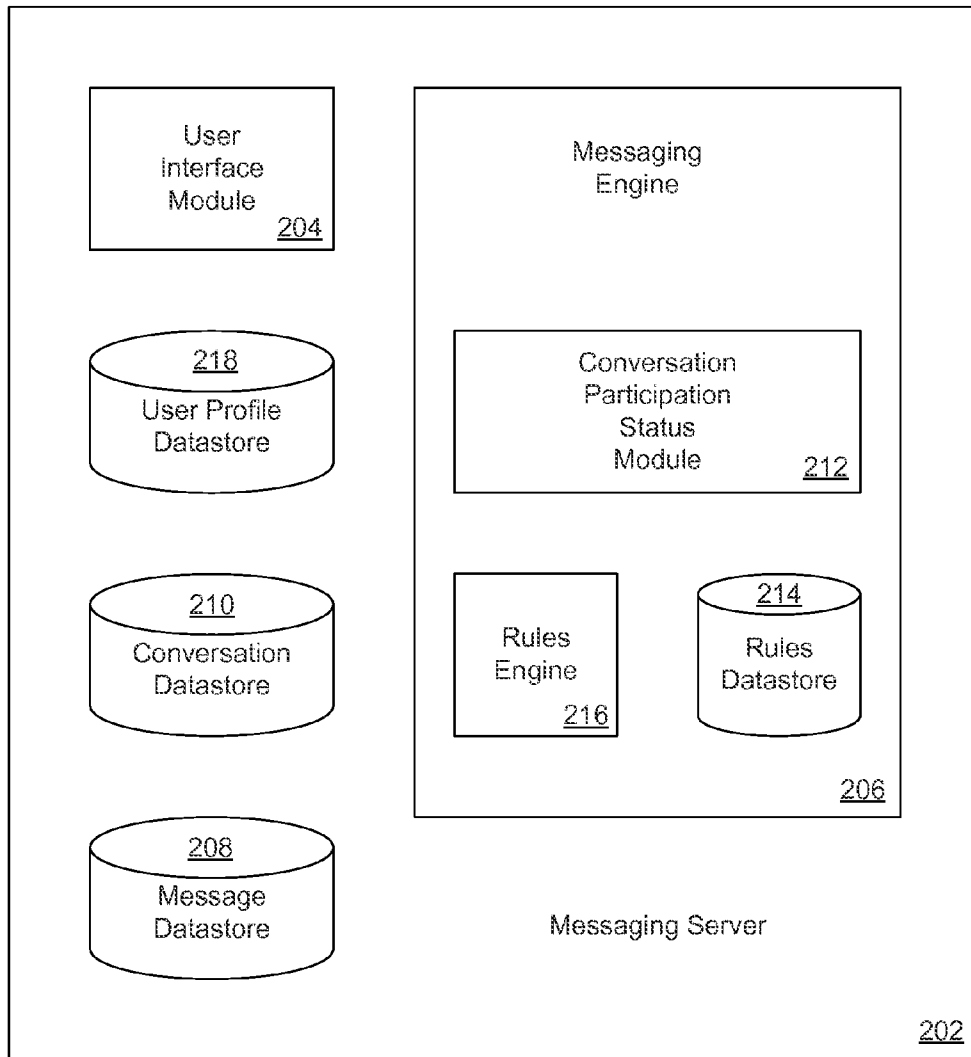 User
Interface
Module
204
Messaging
Engine
218
User Profile
Datastore
Conversation
Participation
Status
Module
212
210
Conversation
Datastore
Rules
Engine
216
214
Rules
Datastore
206
208
Message
Datastore
Messaging Server
202